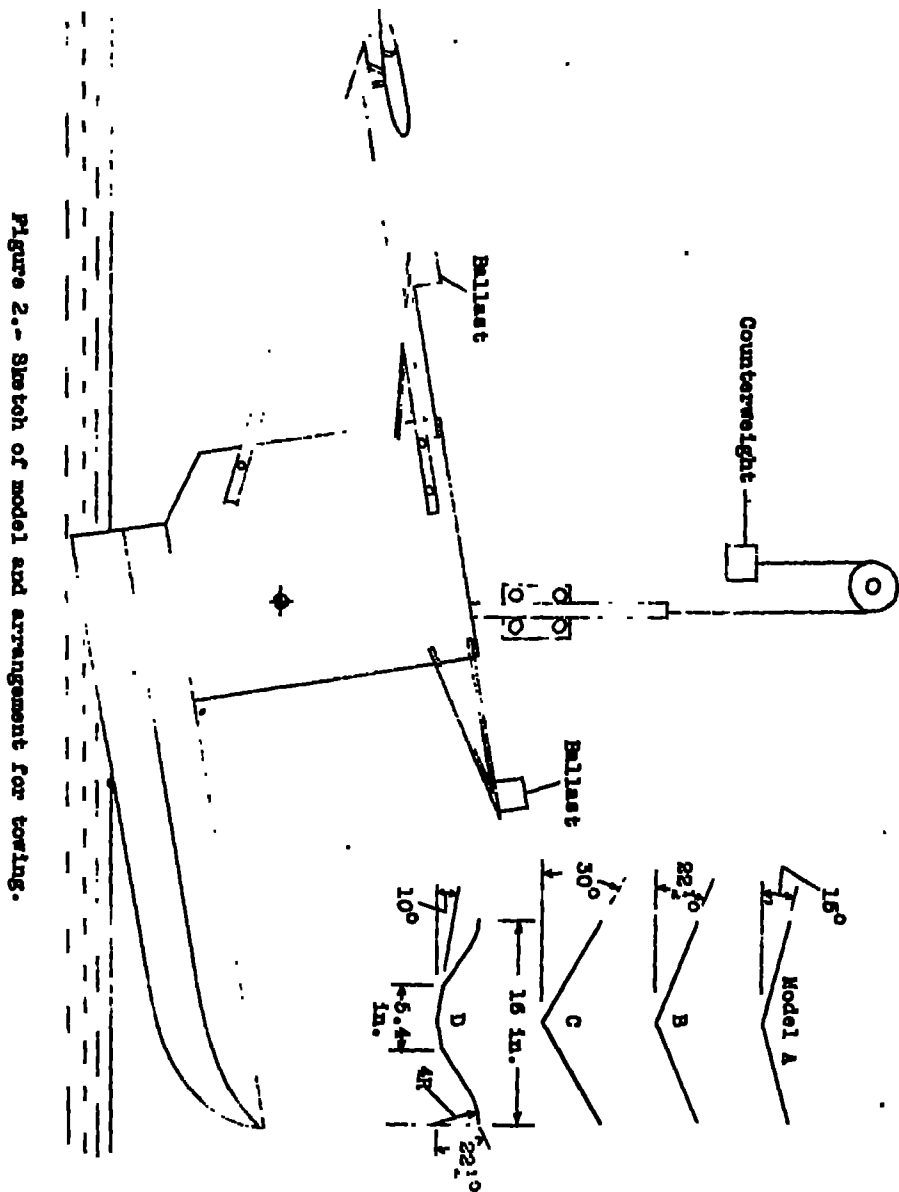 Counterweight
Ballast
Ballast
15°
Model A
22½°
B
30°
C
16 in.
10°
D
5.4
in.
4R
22½°
Figure 2.- Sketch of model and arrangement for towing.